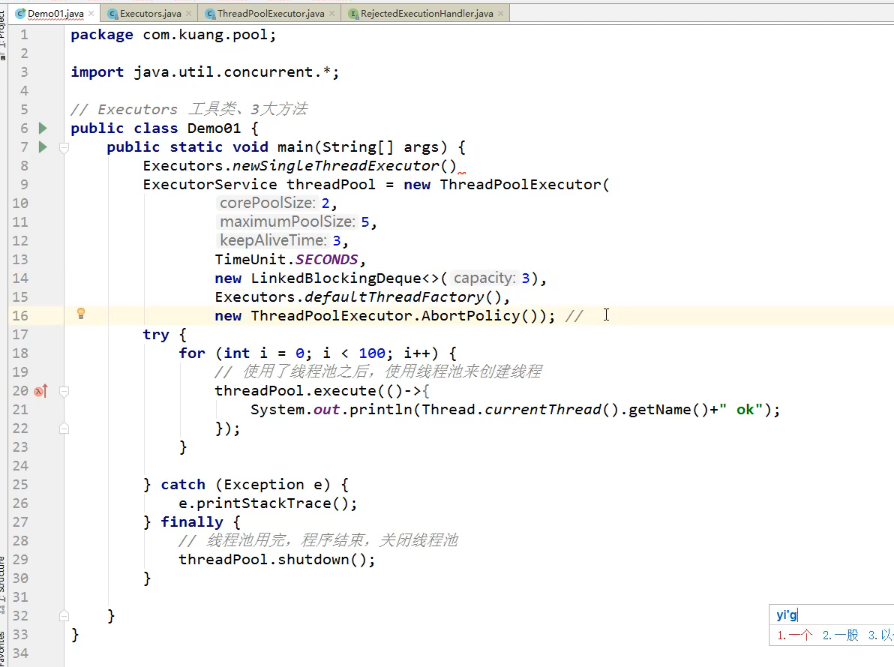 Demo01.java Executors.java ThreadPoolExecutor.java RejectedExecutionHandler.java
1 package com.kuang.pool;
2
3 import java.util.concurrent.*;
4
5 // Executors 工具类、3大方法
6 public class Demo01 {
7 public static void main(String[] args) {
8 Executors.newSingleThreadExecutor()
9 ExecutorService threadPool = new ThreadPoolExecutor(
10 corePoolSize: 2,
11 maximumPoolSize: 5,
12 keepAliveTime: 3,
13 TimeUnit.SECONDS,
14 new LinkedBlockingDeque<>( capacity: 3),
15 Executors.defaultThreadFactory(),
16 new ThreadPoolExecutor.AbortPolicy()); //
17 try {
18 for (int i = 0; i < 100; i++) {
19 // 使用了线程池之后，使用线程池来创建线程
20 threadPool.execute(()->{
21 System.out.println(Thread.currentThread().getName()+" ok");
22 });
23 }
24
25 } catch (Exception e) {
26 e.printStackTrace();
27 } finally {
28 // 线程池用完，程序结束，关闭线程池
29 threadPool.shutdown();
30 }
31
32 }
33 }
34
yi'g
1.一个 2.一股 3.以